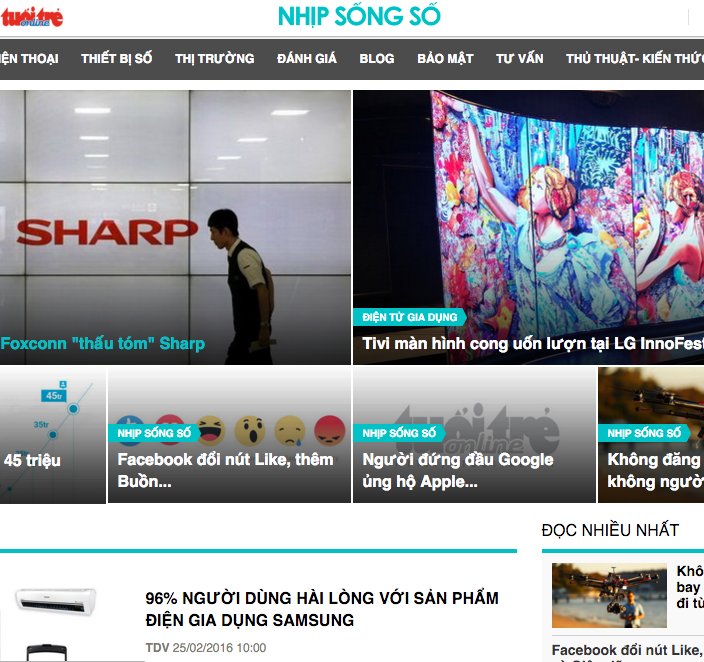 tuổi trẻ
online
NHỊP SỐNG SỐ
ĐIỆN THOẠI THIẾT BỊ SỐ THỊ TRƯỜNG ĐÁNH GIÁ BLOG BẢO MẬT TƯ VẤN THỦ THUẬT- KIẾN THỨC
SHARP
Foxconn "thấu tóm" Sharp
ĐIỆN TỬ GIA DỤNG
Tivi màn hình cong uốn lượn tại LG InnoFest
45tr
35tr
45 triệu
NHỊP SỐNG SỐ
Facebook đổi nút Like, thêm
Buồn...
tuổi trẻ
online
NHỊP SỐNG SỐ
Người đứng đầu Google
ủng hộ Apple...
NHỊP SỐNG SỐ
Không đăng
không ngườ
ĐỌC NHIỀU NHẤT
96% NGƯỜI DÙNG HÀI LÒNG VỚI SẢN PHẨM
ĐIỆN GIA DỤNG SAMSUNG
TDV 25/02/2016 10:00
Khô
bay
đi từ
Facebook đổi nút Like,